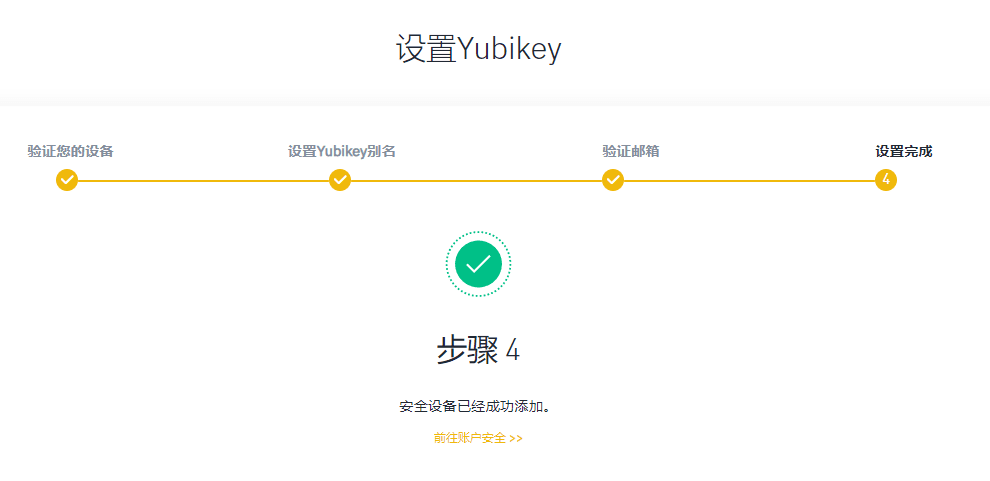 设置Yubikey
验证您的设备
设置Yubikey别名
验证邮箱
设置完成
4
步骤 4
安全设备已经成功添加。
前往账户安全 >>